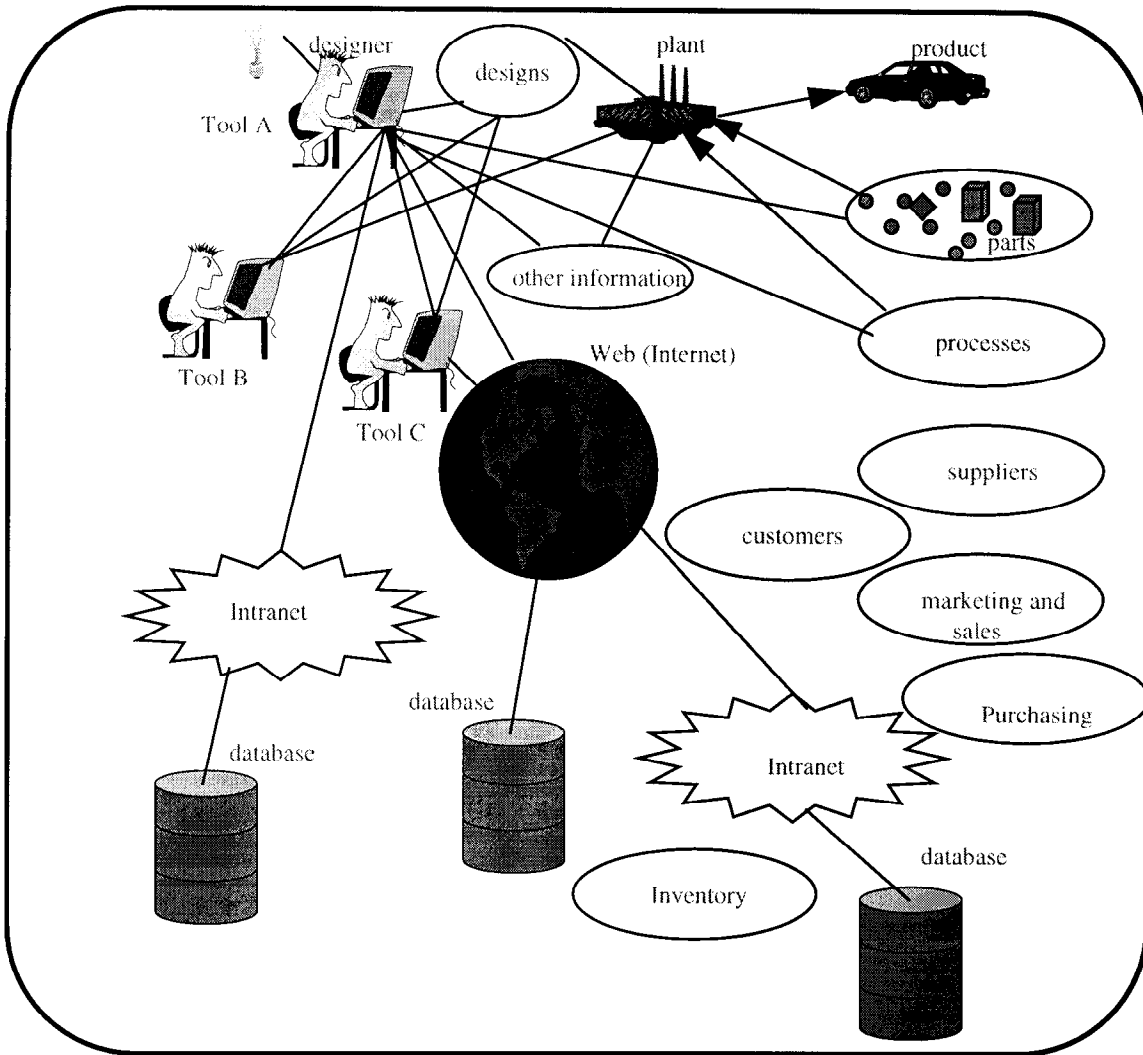 designer
plant
product
designs
Tool A
parts
other information
processes
Web (Internet)
Tool B
Tool C
suppliers
customers
Intranet
marketing and
sales
database
Purchasing
database
Intranet
database
Inventory